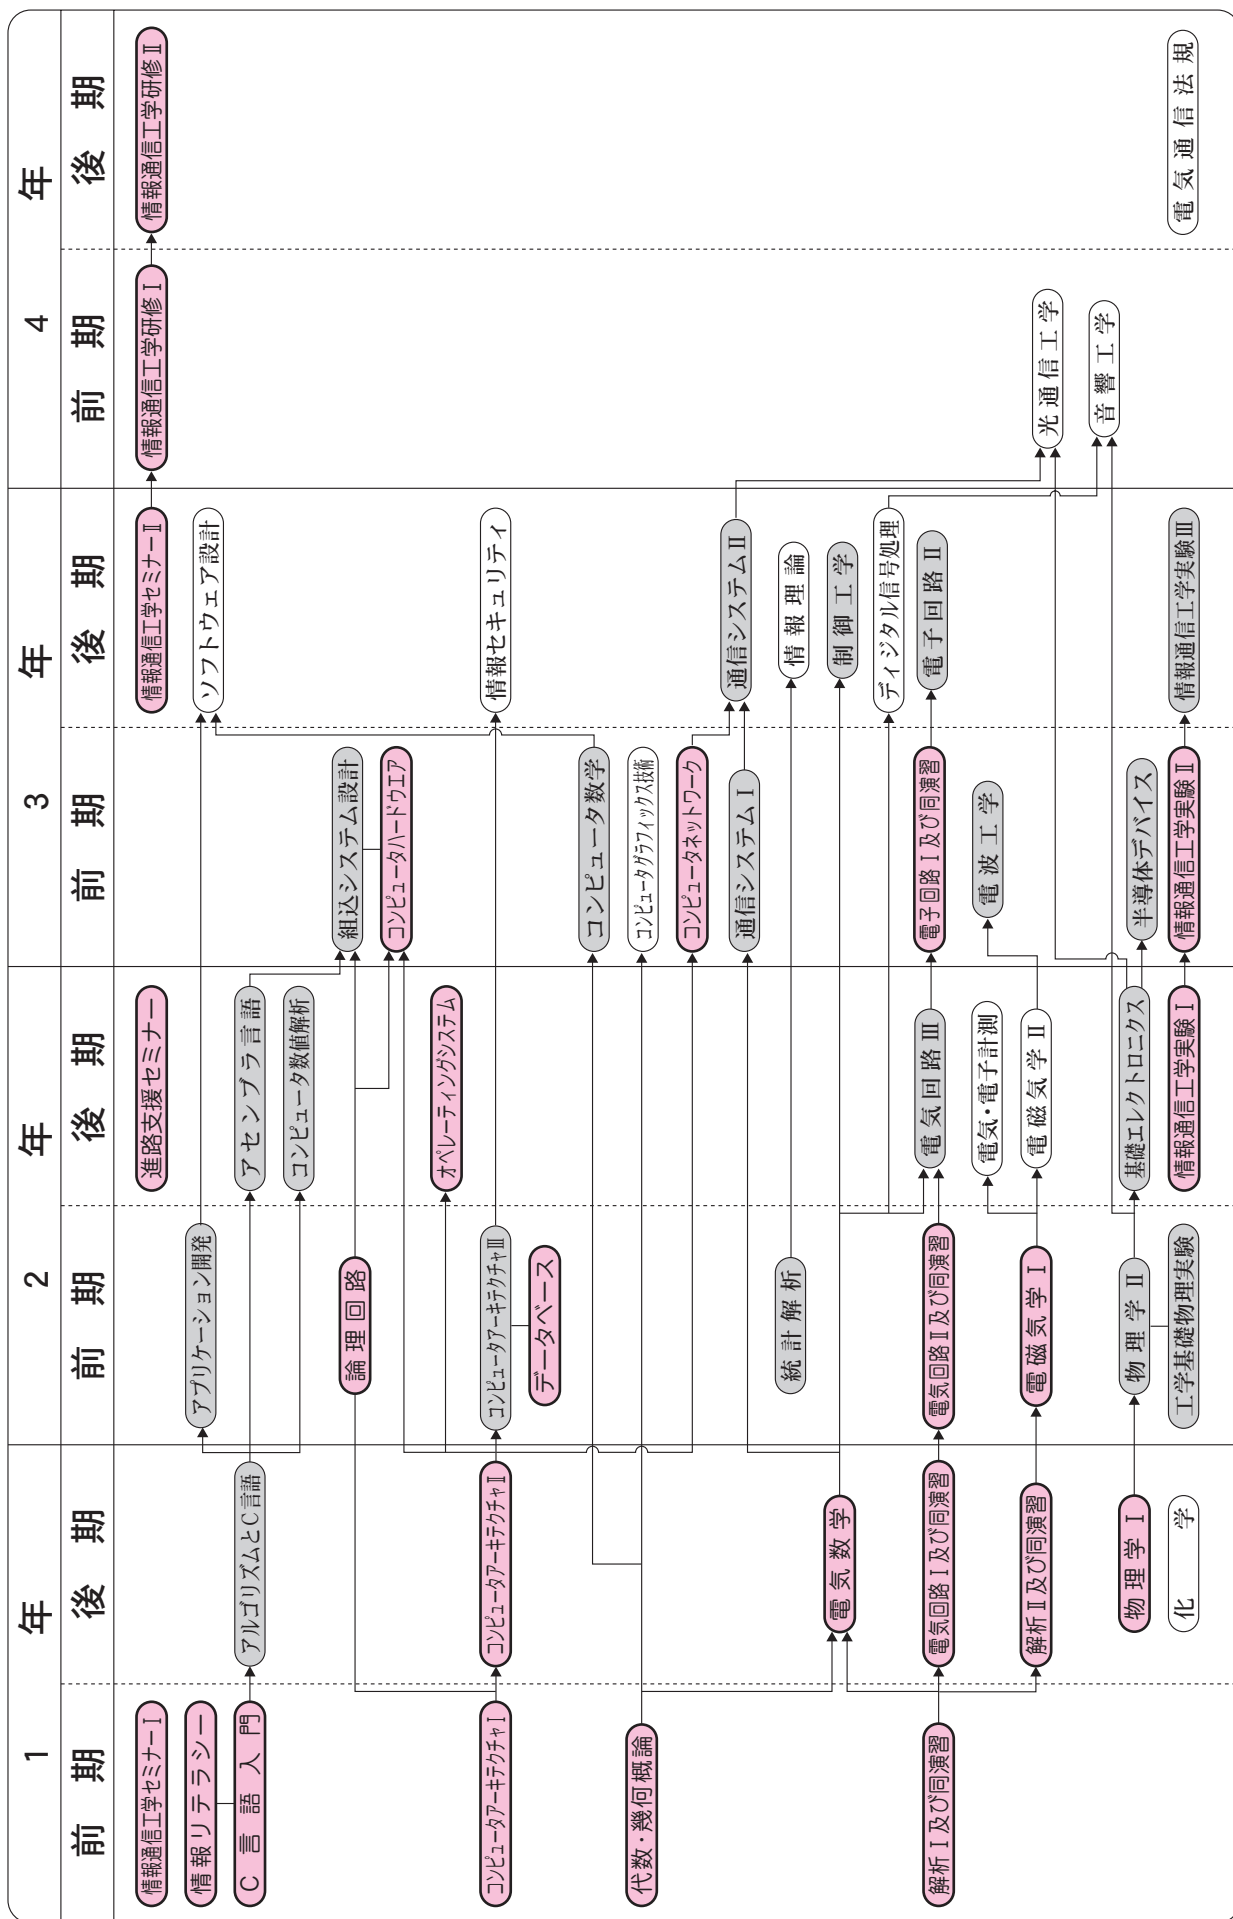 1 年
前 期
後 期
2 年
前 期
後 期
3 年
前 期
後 期
4 年
前 期
後 期
情報通信工学セミナーⅠ
進路支援セミナー
情報通信工学セミナーⅡ
情報通信工学研修Ⅰ
情報通信工学研修Ⅱ
情報リテラシー
アプリケーション開発
ソフトウェア設計
C 言 語 入 門
アルゴリズムとC言語
アセンブラ言語
コンピュータ数値解析
論 理 回 路
組込システム設計
コンピュータハードウエア
オペレーティングシステム
コンピュータアーキテクチャⅠ
コンピュータアーキテクチャⅡ
コンピュータアーキテクチャⅢ
情報セキュリティ
データベース
コンピュータ数学
代数・幾何概論
コンピュータグラフィックス技術
コンピュータネットワーク
通信システムⅠ
通信システムⅡ
統 計 解 析
情 報 理 論
電 気 数 学
制 御 工 学
ディジタル信号処理
解析Ⅰ及び同演習
電気回路Ⅰ及び同演習
電気回路Ⅱ及び同演習
電 気 回 路 Ⅲ
電子回路Ⅰ及び同演習
電 子 回 路 Ⅱ
電気・電子計測
電 波 工 学
解析Ⅱ及び同演習
電 磁 気 学 Ⅰ
電 磁 気 学 Ⅱ
光 通 信 工 学
音 響 工 学
物 理 学 Ⅰ
物 理 学 Ⅱ
基礎エレクトロニクス
半導体デバイス
化 学
工学基礎物理実験
情報通信工学実験Ⅰ
情報通信工学実験Ⅱ
情報通信工学実験Ⅲ
電 気 通 信 法 規